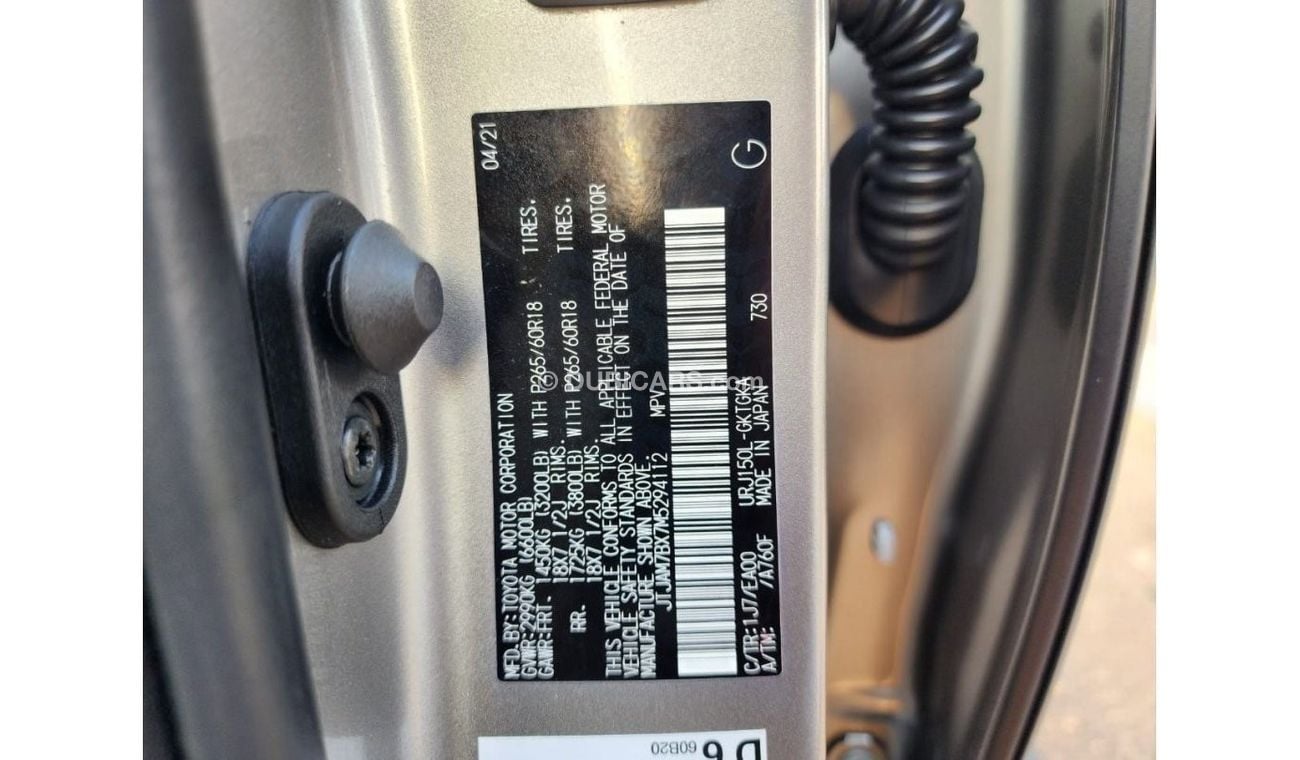 MFD.BY:TOYOTA MOTOR CORPORATION 04/21
GVWR:2990KG (6600LB)
GAWR:FRT. 1450KG (3200LB) WITH P265/60R18 TIRES.
18X7 1/2J RIMS.
RR. 1725KG (3800LB) WITH P265/60R18 TIRES.
18X7 1/2J RIMS.
THIS VEHICLE CONFORMS TO ALL APPLICABLE FEDERAL MOTOR
VEHICLE SAFETY STANDARDS IN EFFECT ON THE DATE OF
MANUFACTURE SHOWN ABOVE.
JTJAM7BX7M5294112 MPV
C/TR:1J7/EA00 URJ150L-GKTGKA 730 G
A/TM: /A760F MADE IN JAPAN
© DUBICARS.com
D 6
60B20